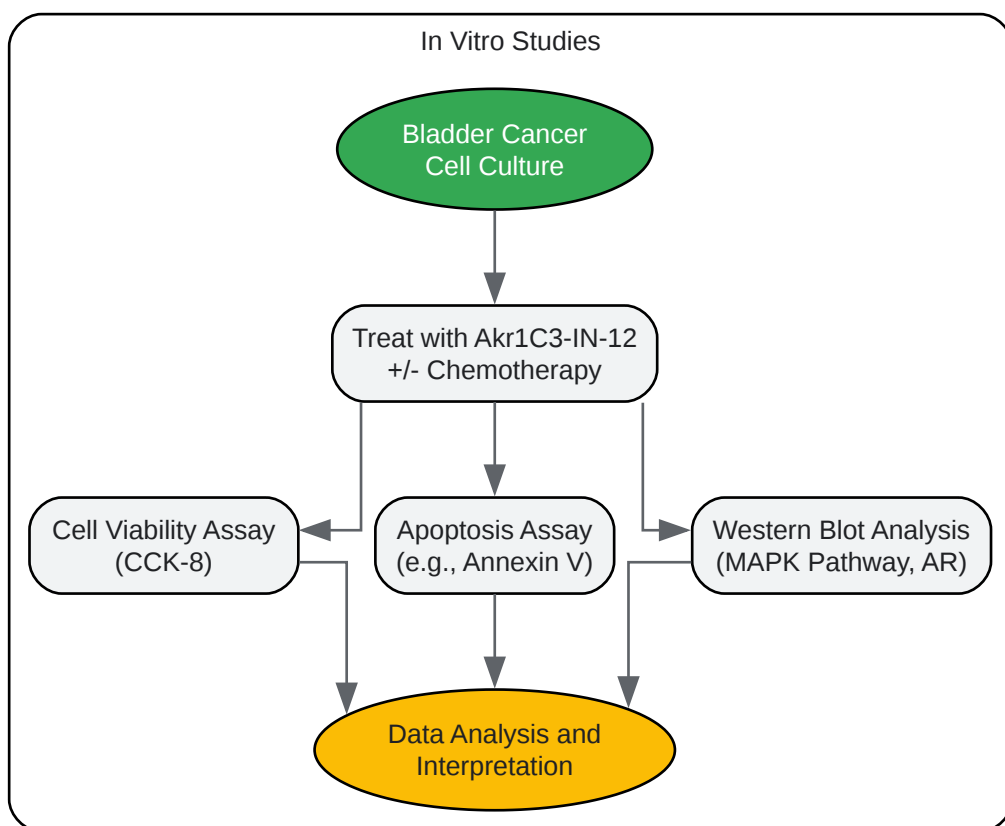 In Vitro Studies
Bladder Cancer
Cell Culture
Treat with Akr1C3-IN-12
+/- Chemotherapy
Cell Viability Assay
(CCK-8)
Apoptosis Assay
(e.g., Annexin V)
Western Blot Analysis
(MAPK Pathway, AR)
Data Analysis and
Interpretation